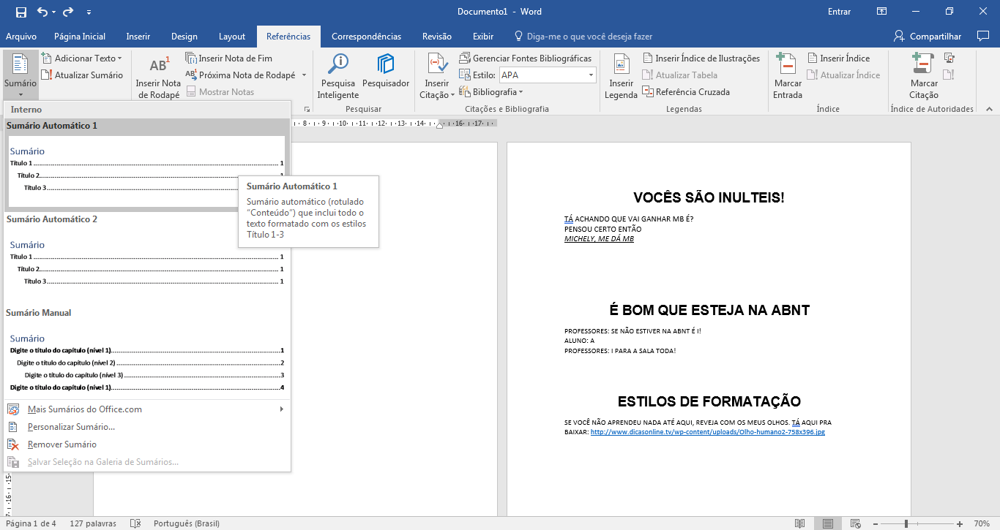 Documento1 - Word
Entrar
Arquivo Página Inicial Inserir Design Layout Referências Correspondências Revisão Exibir Diga-me o que você deseja fazer Compartilhar
Sumário
Adicionar Texto
Atualizar Sumário
AB¹
Inserir Nota
de Rodapé
Inserir Nota de Fim
Próxima Nota de Rodapé
Mostrar Notas
Pesquisa
Inteligente
Pesquisador
Pesquisar
Inserir
Citação
Gerenciar Fontes Bibliográficas
Estilo: APA
Bibliografia
Citações e Bibliografia
Inserir
Legenda
Inserir Índice de Ilustrações
Atualizar Tabela
Referência Cruzada
Legendas
Marcar
Entrada
Inserir Índice
Atualizar Índice
Índice
Marcar
Citação
Índice de Autoridades
8 9 10 11 12 13 14 16 17
Interno
Sumário Automático 1
Sumário
Título 1 1
Título 2 1
Título 3
Sumário Automático 1
Sumário automático (rotulado
“Conteúdo”) que inclui todo o
texto formatado com os estilos
Título 1-3
Sumário Automático 2
Sumário
Título 1 1
Título 2 1
Título 3 1
Sumário Manual
Sumário
Digite o título do capítulo (nível 1) 1
Digite o título do capítulo (nível 2) 2
Digite o título do capítulo (nível 3) 3
Digite o título do capítulo (nível 1) 4
Mais Sumários do Office.com
Personalizar Sumário...
Remover Sumário
Salvar Seleção na Galeria de Sumários...
VOCÊS SÃO INULTEIS!
TÁ ACHANDO QUE VAI GANHAR MB É?
PENSOU CERTO ENTÃO
MICHELY, ME DÁ MB
É BOM QUE ESTEJA NA ABNT
PROFESSORES: SE NÃO ESTIVER NA ABNT É I!
ALUNO: A
PROFESSORES: I PARA A SALA TODA!
ESTILOS DE FORMATAÇÃO
SE VOCÊ NÃO APRENDEU NADA ATÉ AQUI, REVEJA COM OS MEUS OLHOS. TÁ AQUI PRA
BAIXAR: http://www.dicasonline.tv/wp-content/uploads/Olho-humano2-758x396.jpg
15
16
Página 1 de 4 127 palavras Português (Brasil) 70%